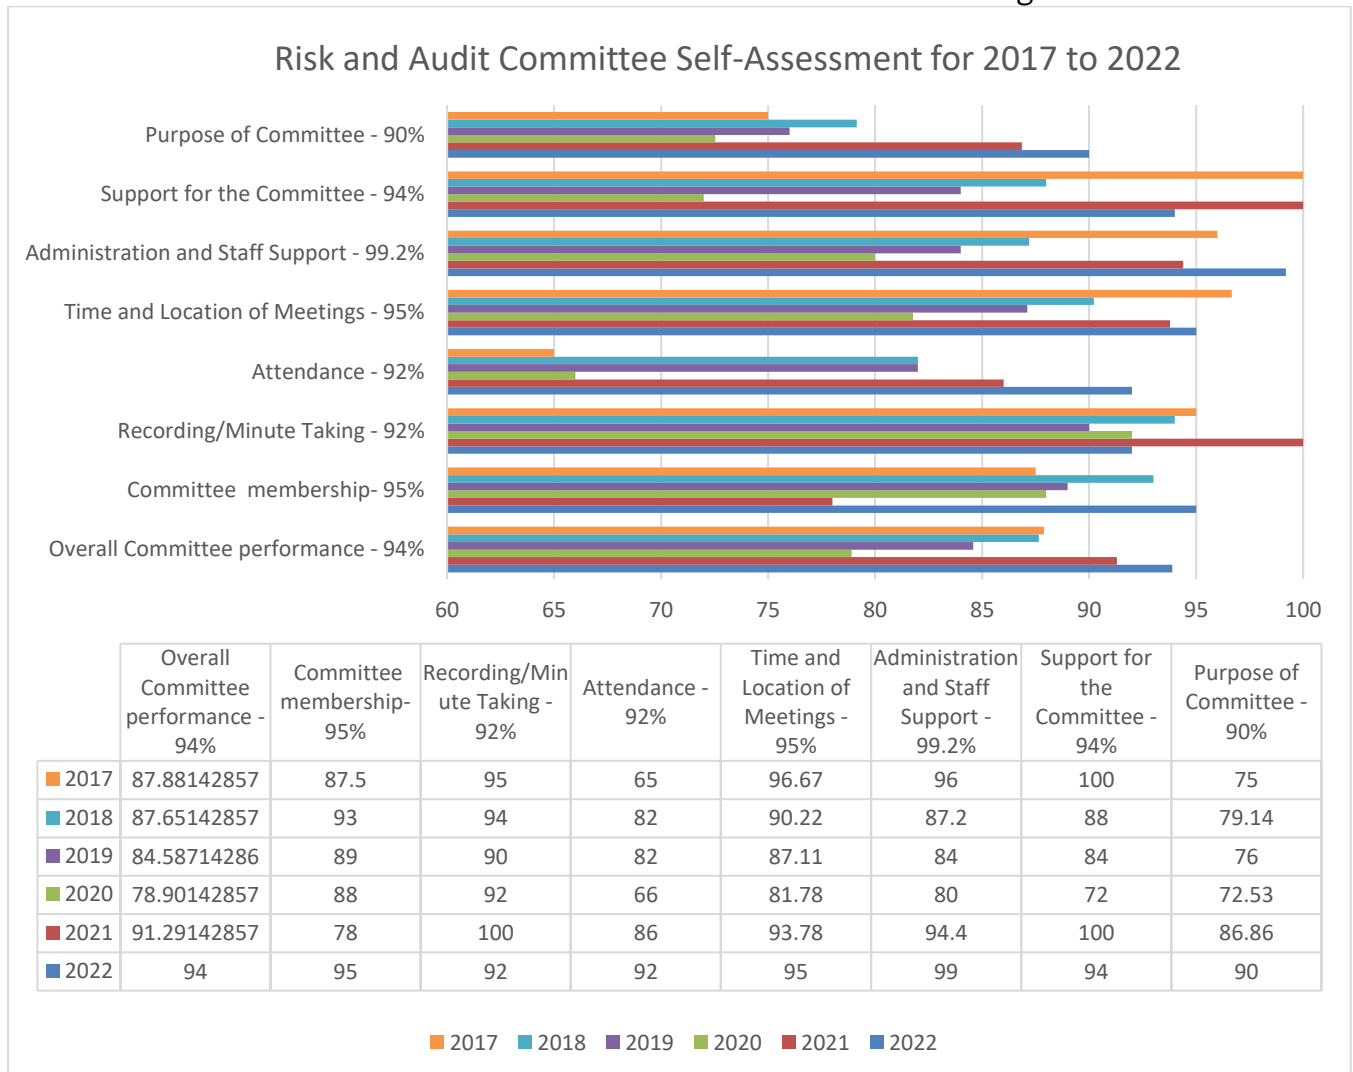 Risk and Audit Committee Self-Assessment for 2017 to 2022
Purpose of Committee - 90%
Support for the Committee - 94%
Administration and Staff Support - 99.2%
Time and Location of Meetings - 95%
Attendance - 92%
Recording/Minute Taking - 92%
Committee  membership- 95%
Overall Committee performance - 94%
60 65 70 75 80 85 90 95 100
Overall
Committee
performance -
94%
Committee
membership-
95%
Recording/Min
ute Taking -
92%
Attendance -
92%
Time and
Location of
Meetings -
95%
Administration
and Staff
Support -
99.2%
Support for
the
Committee -
94%
Purpose of
Committee -
90%
2017 87.88142857 87.5 95 65 96.67 96 100 75
2018 87.65142857 93 94 82 90.22 87.2 88 79.14
2019 84.58714286 89 90 82 87.11 84 84 76
2020 78.90142857 88 92 66 81.78 80 72 72.53
2021 91.29142857 78 100 86 93.78 94.4 100 86.86
2022 94 95 92 92 95 99 94 90
2017 2018 2019 2020 2021 2022